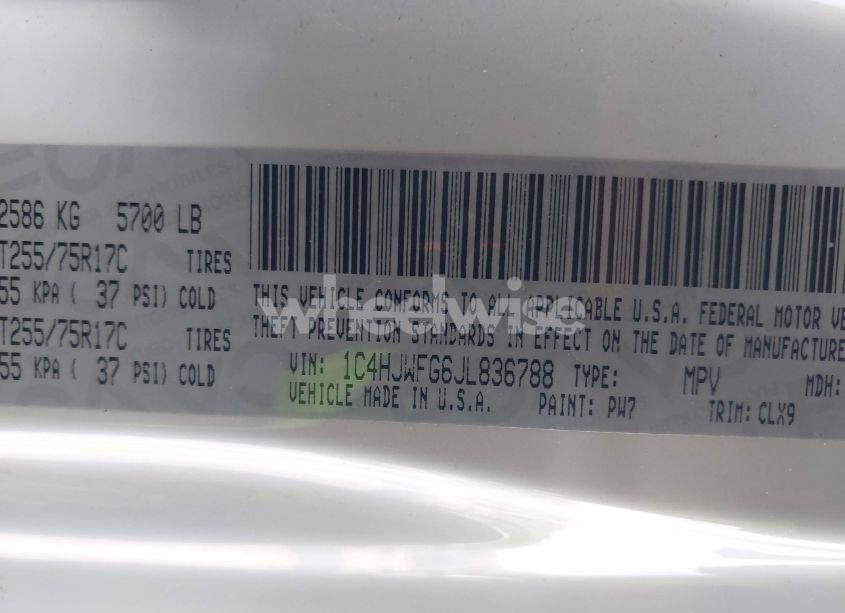 2586 KG 5700 LB
T255/75R17C TIRES
55 KPA ( 37 PSI) COLD
T255/75R17C TIRES
55 KPA ( 37 PSI) COLD
THIS VEHICLE CONFORMS TO ALL APPLICABLE U.S.A. FEDERAL MOTOR VE
THEFT PREVENTION STANDARDS IN EFFECT ON THE DATE OF MANUFACTURE
VIN: 1C4HJWFG6JL836788 TYPE: MPV MDH:
VEHICLE MADE IN U.S.A. PAINT: PW7 TRIM: CLX9
wheelwise